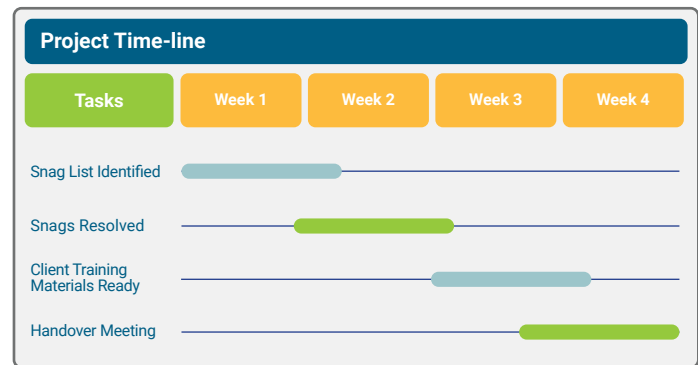 Project Time-line
Tasks
Week 1
Week 2
Week 3
Week 4
Snag List Identified
Snags Resolved
Client Training
Materials Ready
Handover Meeting